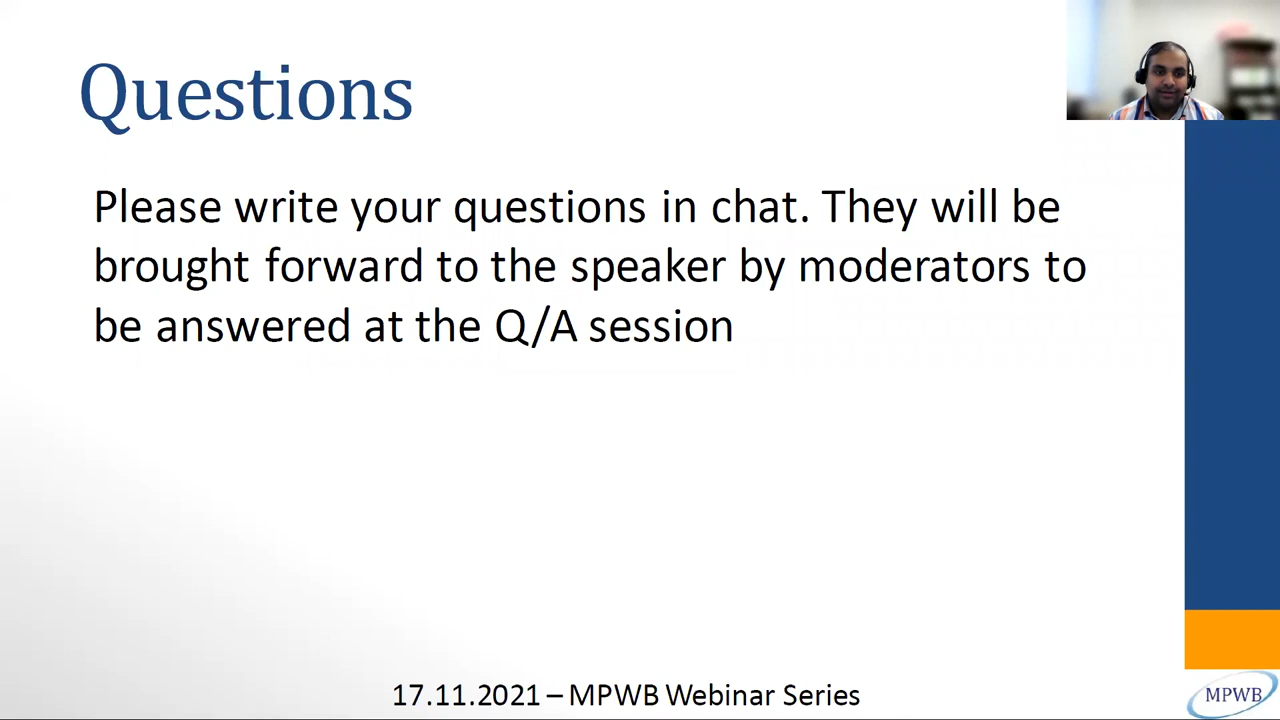 Questions
Please write your questions in chat. They will be
brought forward to the speaker by moderators to
be answered at the Q/A session
17.11.2021 – MPWB Webinar Series
MPWB